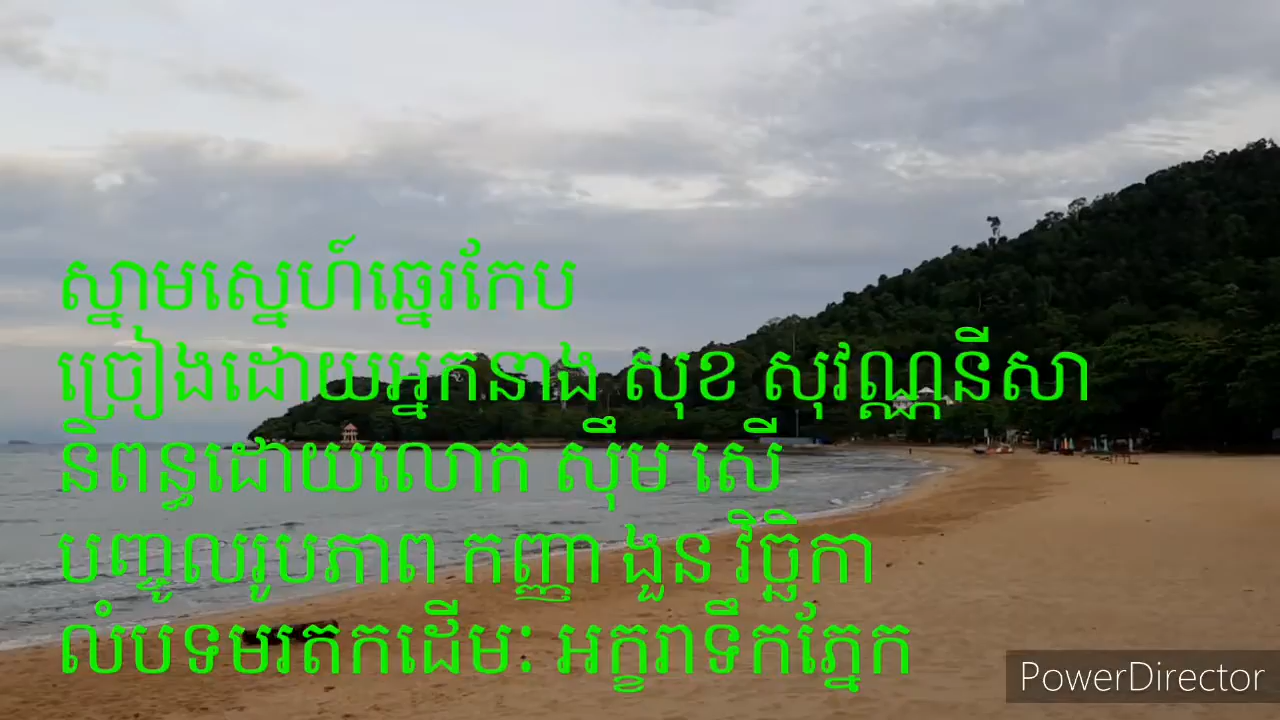 ស្នាមស្នេហ៍ឆ្នេរកែប
ច្រៀងដោយអ្នកនាង សុខ សុវណ្ណនីសា
និពន្ធដោយលោក ស៊ឹម សើ
បញ្ចូលរូបភាព កញ្ញា ងួន វិច្ឆិកា
លំបទមរតកដើម: អក្ខរាទឹកភ្នែក
PowerDirector